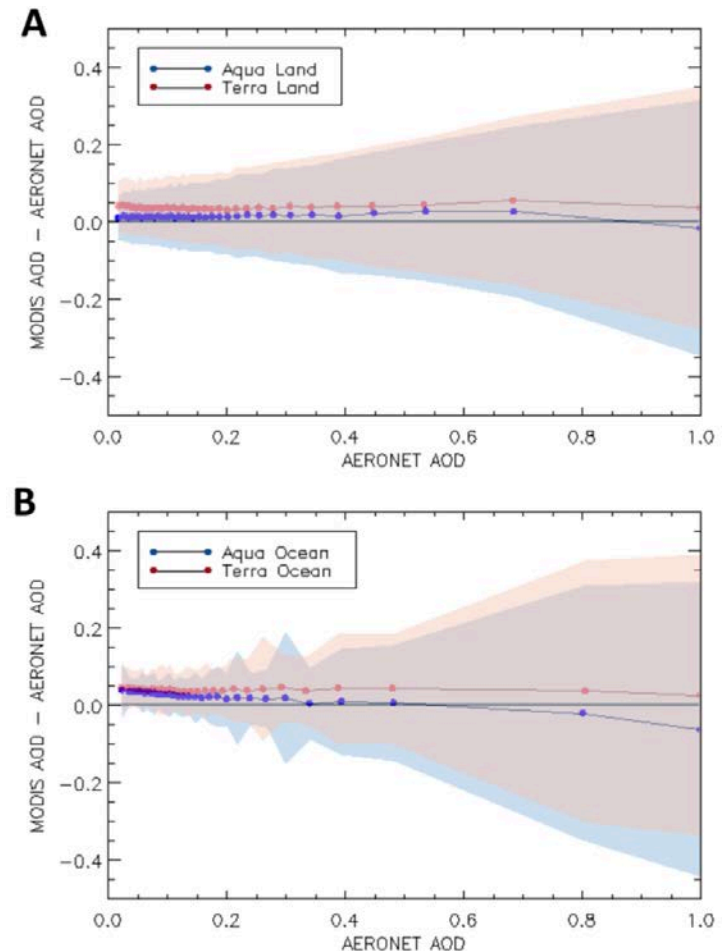 A
0.4
0.2
0.0
-0.2
-0.4
MODIS AOD - AERONET AOD
Aqua Land
Terra Land
0.0 0.2 0.4 0.6 0.8 1.0
AERONET AOD
B
0.4
0.2
0.0
-0.2
-0.4
MODIS AOD - AERONET AOD
Aqua Ocean
Terra Ocean
0.0 0.2 0.4 0.6 0.8 1.0
AERONET AOD